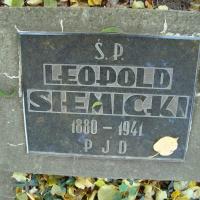 Ś.P.
LEOPOLD
SIEMICKI
1880-1941
P J D